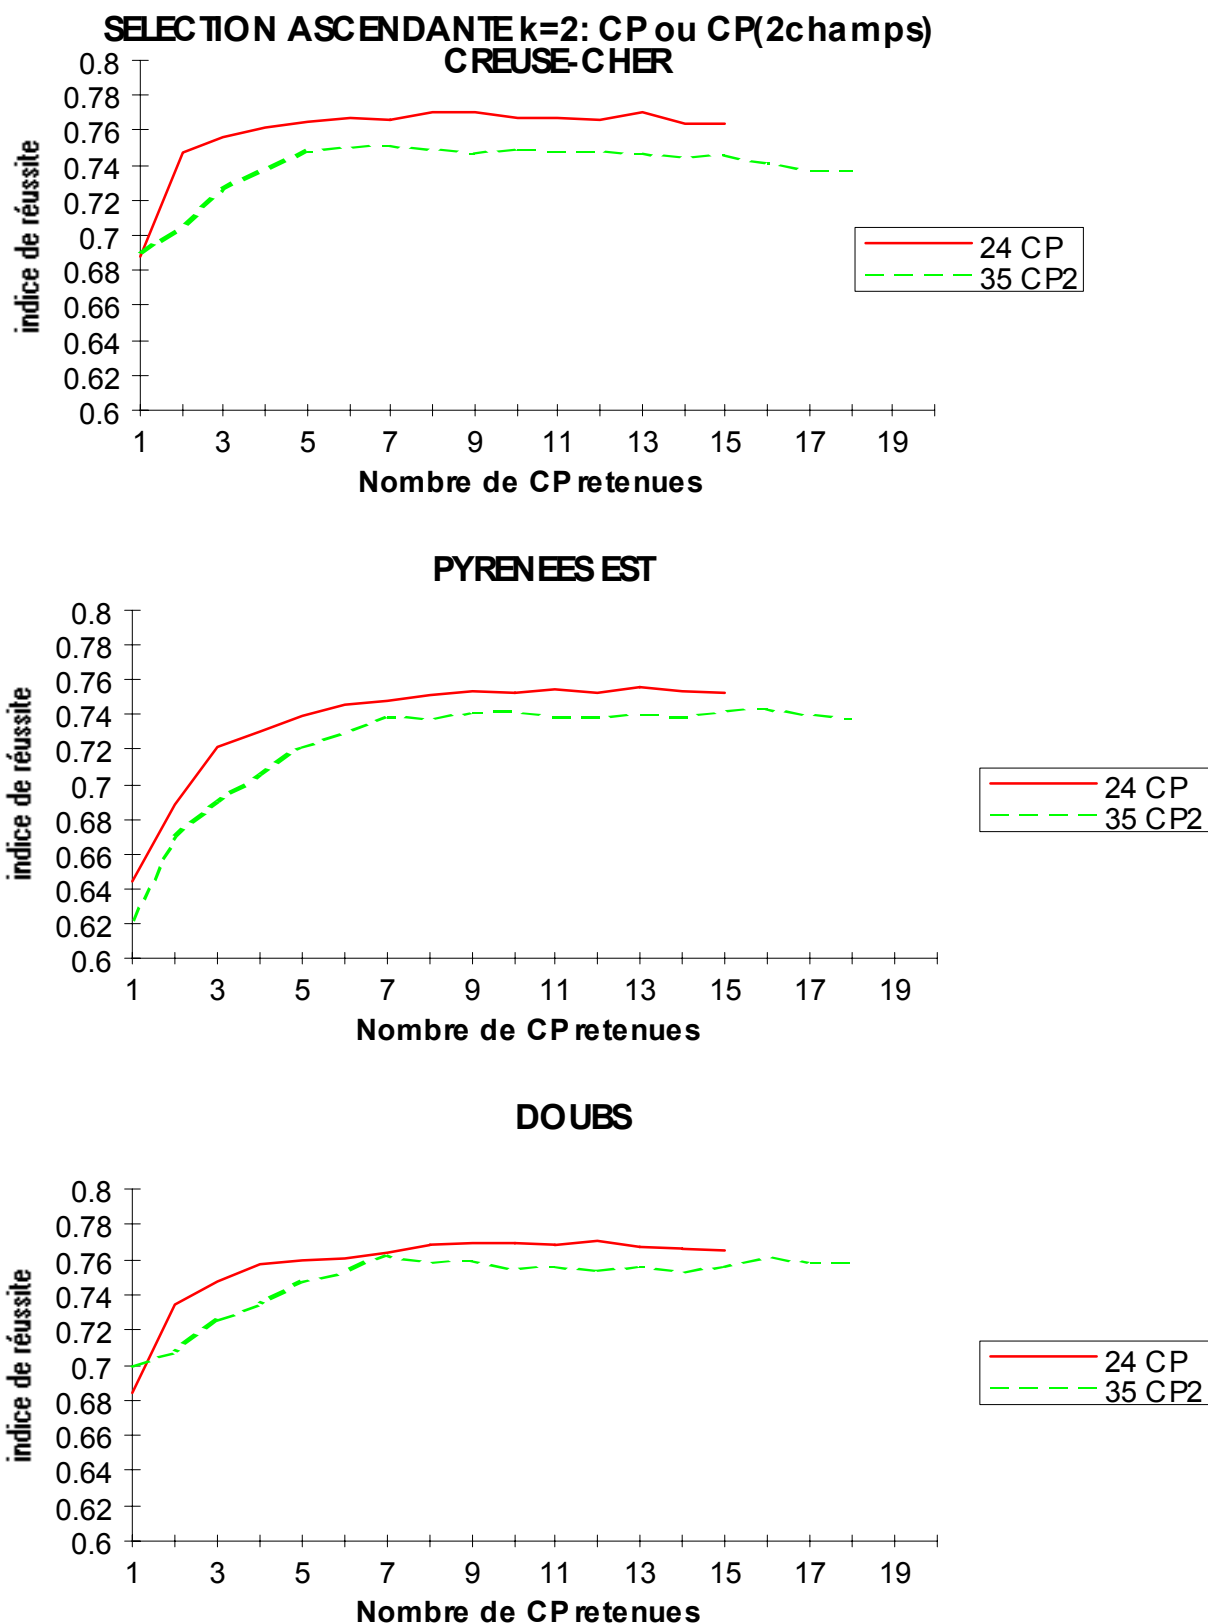 SELECTION ASCENDANTE k=2: CP ou CP(2champs)
CREUSE-CHER
0.8
0.78
0.76
0.74
0.72
0.7
0.68
0.66
0.64
0.62
0.6
indice de réussite
24 CP
35 CP2
1 3 5 7 9 11 13 15 17 19
Nombre de CP retenues
PYRENEES EST
0.8
0.78
0.76
0.74
0.72
0.7
0.68
0.66
0.64
0.62
0.6
indice de réussite
24 CP
35 CP2
1 3 5 7 9 11 13 15 17 19
Nombre de CP retenues
DOUBS
0.8
0.78
0.76
0.74
0.72
0.7
0.68
0.66
0.64
0.62
0.6
indice de réussite
24 CP
35 CP2
1 3 5 7 9 11 13 15 17 19
Nombre de CP retenues